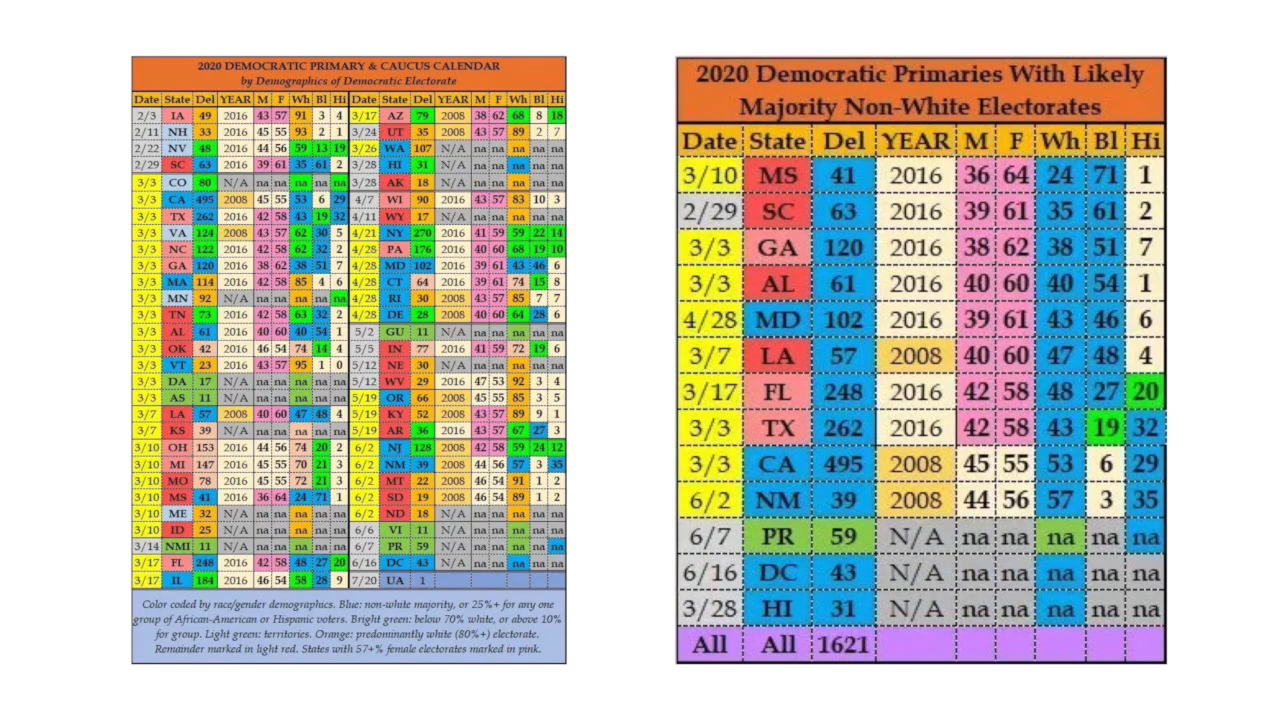 2020 DEMOCRATIC PRIMARY & CAUCUS CALENDAR
by Demographics of Democratic Electorate
Date State Del YEAR M F Wh Bl Hi Date State Del YEAR M F Wh Bl Hi
2/3 IA 49 2016 43 57 91 3 4 3/17 AZ 79 2008 38 62 68 8 18
2/11 NH 33 2016 45 55 93 2 1 3/24 UT 35 2008 43 57 89 2 7
2/22 NV 48 2016 44 56 59 13 19 3/26 WA 107 N/A na na na na na
2/29 SC 63 2016 39 61 35 61 2 3/28 HI 31 N/A na na na na na
3/3 CO 80 N/A na na na na na 3/28 AK 18 N/A na na na na na
3/3 CA 495 2008 45 55 53 6 29 4/7 WI 90 2016 43 57 83 10 3
3/3 TX 262 2016 42 58 43 19 32 4/11 WY 17 N/A na na na na na
3/3 VA 124 2008 43 57 62 30 5 4/21 NY 270 2016 41 59 59 22 14
3/3 NC 122 2016 42 58 62 32 2 4/28 PA 176 2016 40 60 68 19 10
3/3 GA 120 2016 38 62 38 51 7 4/28 MD 102 2016 39 61 43 46 6
3/3 MA 114 2016 42 58 85 4 6 4/28 CT 64 2016 39 61 74 15 8
3/3 MN 92 N/A na na na na na 4/28 RI 30 2008 43 57 85 7 7
3/3 TN 73 2016 42 58 63 32 2 4/28 DE 28 2008 40 60 64 28 6
3/3 AL 61 2016 40 60 40 54 1 5/2 GU 11 N/A na na na na na
3/3 OK 42 2016 46 54 74 14 4 5/5 IN 77 2016 41 59 72 19 6
3/3 VT 23 2016 43 57 95 1 0 5/12 NE 30 N/A na na na na na
3/3 DA 17 N/A na na na na na 5/12 WV 29 2016 47 53 92 3 4
3/3 AS 11 N/A na na na na na 5/19 OR 66 2008 45 55 85 3 5
3/7 LA 57 2008 40 60 47 48 4 5/19 KY 52 2008 43 57 89 9 1
3/7 KS 39 N/A na na na na na 5/19 AR 36 2016 43 57 67 27 3
3/10 OH 153 2016 44 56 74 20 2 6/2 NJ 128 2008 42 58 59 24 12
3/10 MI 147 2016 45 55 70 21 3 6/2 NM 39 2008 44 56 57 3 35
3/10 MO 78 2016 45 55 72 21 3 6/2 MT 22 2008 46 54 91 1 2
3/10 MS 41 2016 36 64 24 71 1 6/2 SD 19 2008 46 54 89 1 2
3/10 ME 32 N/A na na na na na 6/2 ND 18 N/A na na na na na
3/10 ID 25 N/A na na na na na 6/6 VI 11 N/A na na na na na
3/14 NMI 11 N/A na na na na na 6/7 PR 59 N/A na na na na na
3/17 FL 248 2016 42 58 48 27 20 6/16 DC 43 N/A na na na na na
3/17 IL 184 2016 46 54 58 28 9 7/20 UA 1
Color coded by race/gender demographics. Blue: non-white majority, or 25%+ for any one
group of African-American or Hispanic voters. Bright green: below 70% white, or above 10%
for group. Light green: territories. Orange: predominantly white (80%+) electorate.
Remainder marked in light red. States with 57+% female electorates marked in pink.
2020 Democratic Primaries With Likely
Majority Non-White Electorates
Date State Del YEAR M F Wh Bl Hi
3/10 MS 41 2016 36 64 24 71 1
2/29 SC 63 2016 39 61 35 61 2
3/3 GA 120 2016 38 62 38 51 7
3/3 AL 61 2016 40 60 40 54 1
4/28 MD 102 2016 39 61 43 46 6
3/7 LA 57 2008 40 60 47 48 4
3/17 FL 248 2016 42 58 48 27 20
3/3 TX 262 2016 42 58 43 19 32
3/3 CA 495 2008 45 55 53 6 29
6/2 NM 39 2008 44 56 57 3 35
6/7 PR 59 N/A na na na na na
6/16 DC 43 N/A na na na na na
3/28 HI 31 N/A na na na na na
All All 1621